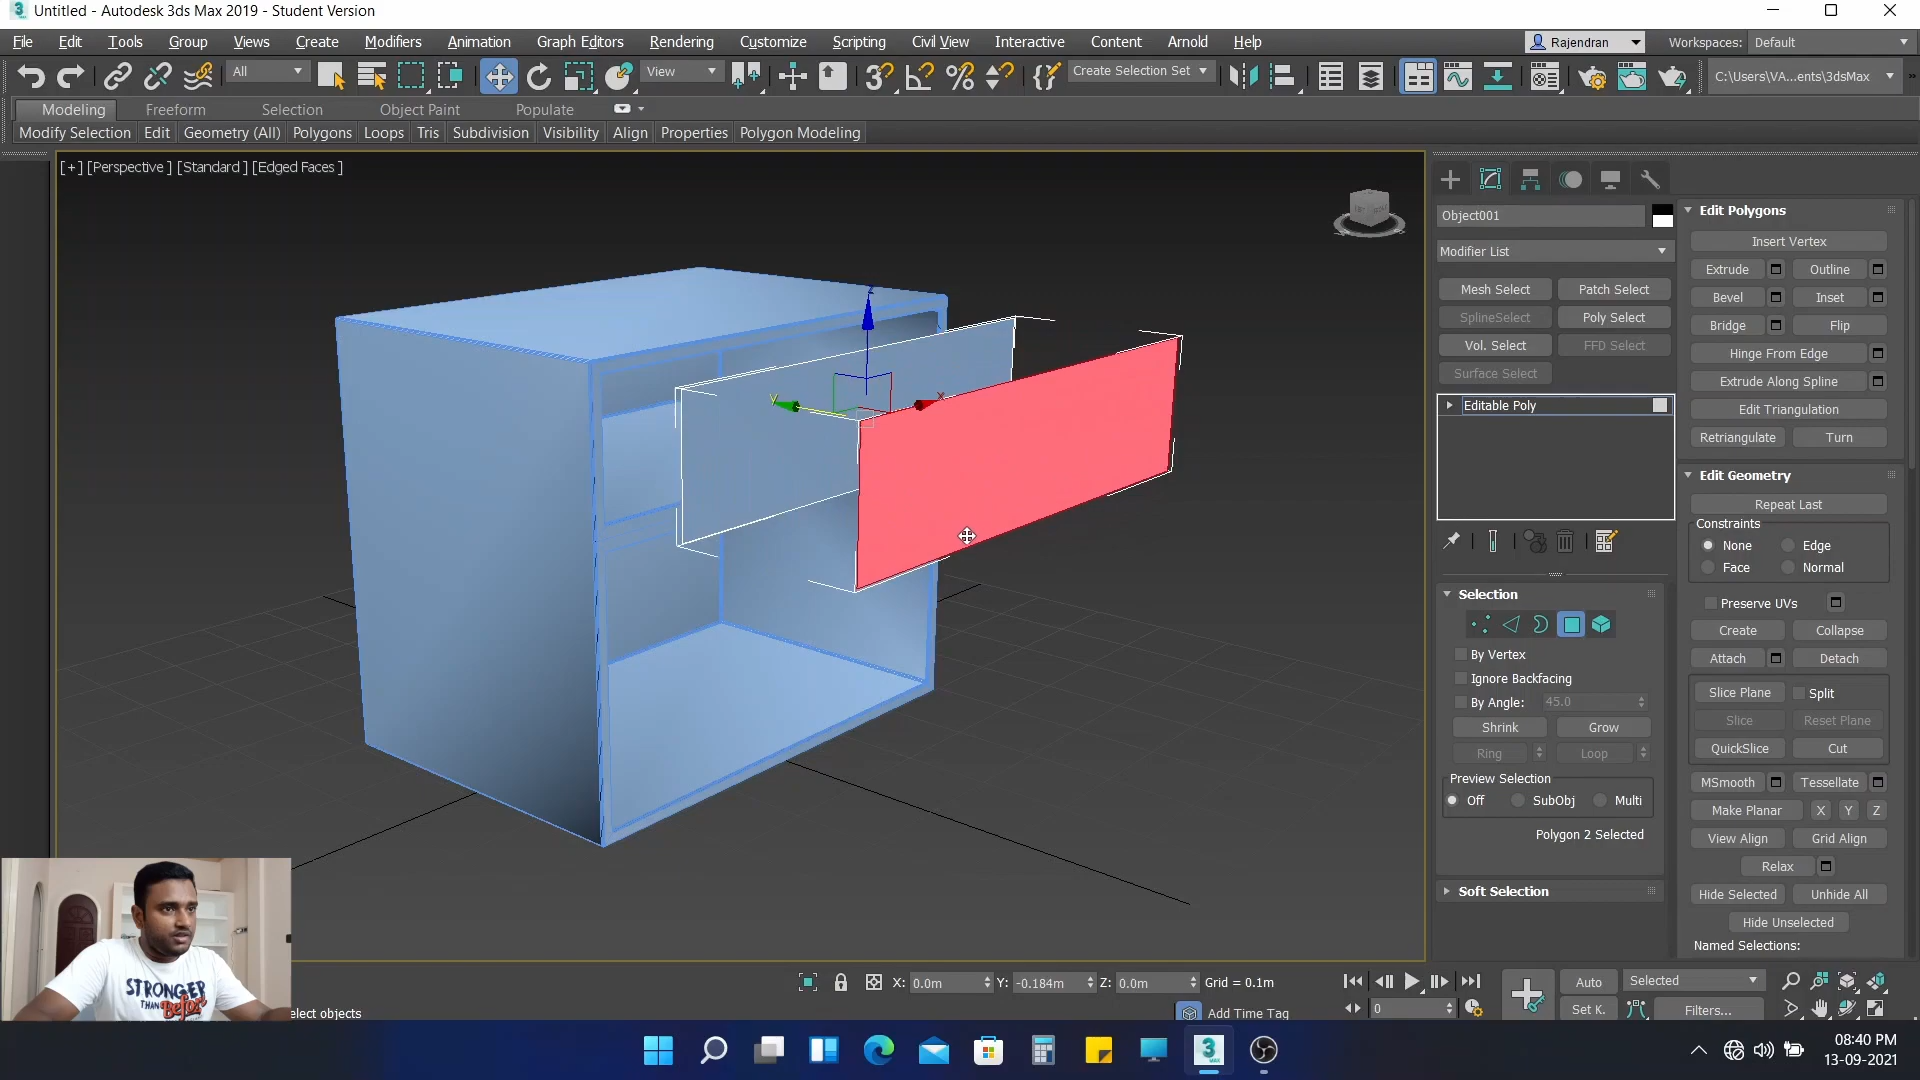 Untitled - Autodesk 3ds Max 2019 - Student Version
File Edit Tools Group Views Create Modifiers Animation Graph Editors Rendering Customize Scripting Civil View Interactive Content Arnold Help
Rajendran
Workspaces: Default
All
View
Create Selection Set
C:\Users\VA...ents\3dsMax
Modeling Freeform Selection Object Paint Populate
Modify Selection Edit Geometry (All) Polygons Loops Tris Subdivision Visibility Align Properties Polygon Modeling
[+] [Perspective ] [Standard ] [Edged Faces ]
z
y
x
Object001
Modifier List
Mesh Select Patch Select
SplineSelect Poly Select
Vol. Select FFD Select
Surface Select
Editable Poly
Selection
By Vertex
Ignore Backfacing
By Angle: 45.0
Shrink Grow
Ring Loop
Preview Selection
Off SubObj Multi
Polygon 2 Selected
Soft Selection
Edit Polygons
Insert Vertex
Extrude Outline
Bevel Inset
Bridge Flip
Hinge From Edge
Extrude Along Spline
Edit Triangulation
Retriangulate Turn
Edit Geometry
Repeat Last
Constraints
None Edge
Face Normal
Preserve UVs
Create Collapse
Attach Detach
Slice Plane Split
Slice Reset Plane
QuickSlice Cut
MSmooth Tessellate
Make Planar X Y Z
View Align Grid Align
Relax
Hide Selected Unhide All
Hide Unselected
Named Selections:
STRONGER
THAN Before
X: 0.0m Y: -0.184m Z: 0.0m Grid = 0.1m
elect objects
Add Time Tag
0
Auto Selected
Set K. Filters...
3
MAX
08:40 PM
13-09-2021